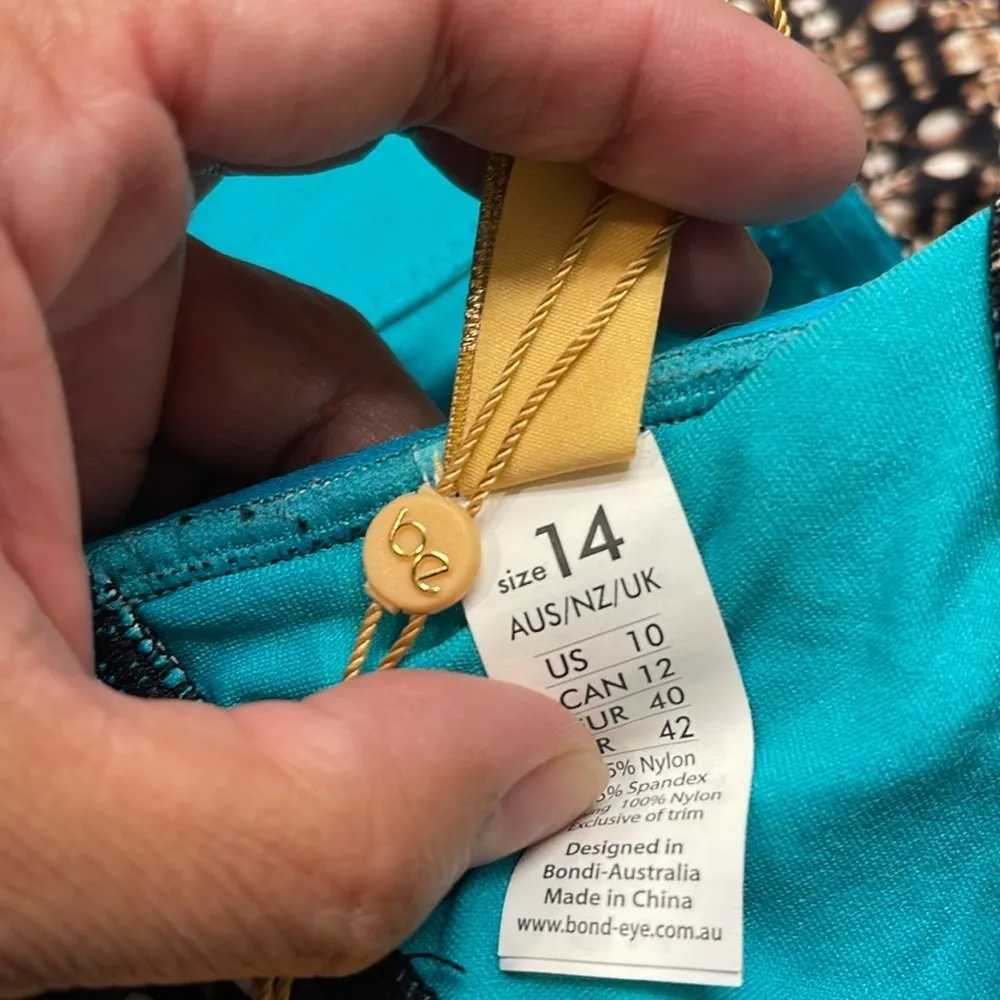 be
size 14
AUS/NZ/UK
US 10
CAN 12
UR 40
R 42
5% Nylon
5% Spandex
100% Nylon
Exclusive of trim
Designed in
Bondi-Australia
Made in China
www.bond-eye.com.au